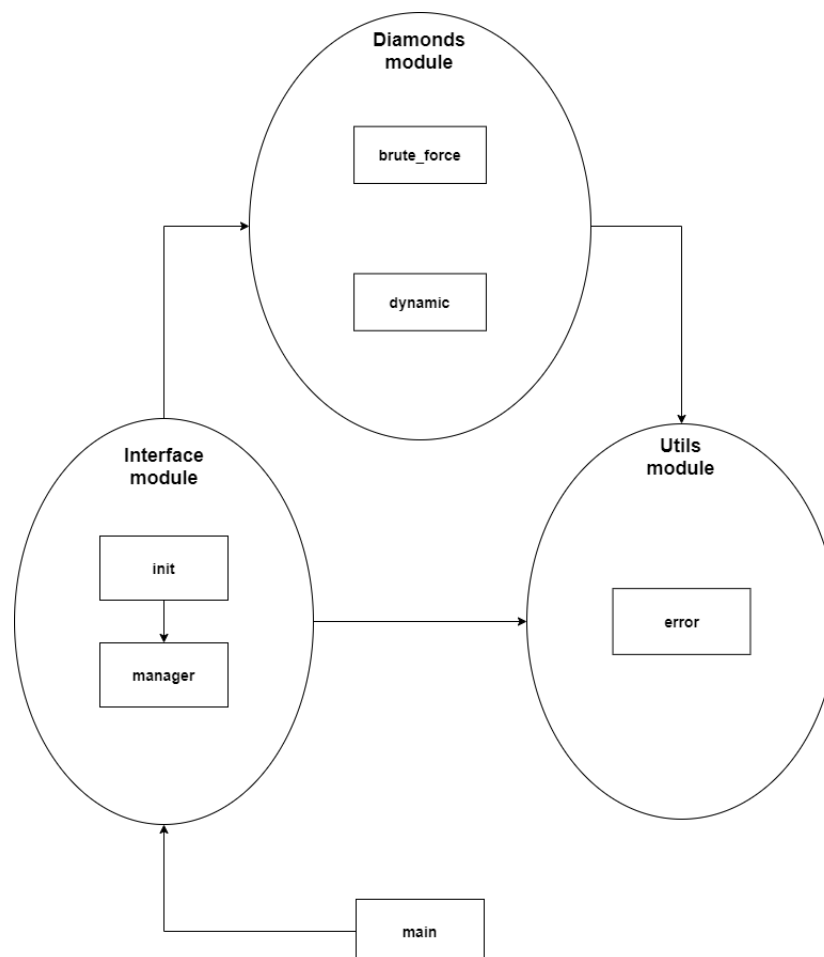 Diamonds
module
brute_force
dynamic
Interface
module
init
manager
Utils
module
error
main